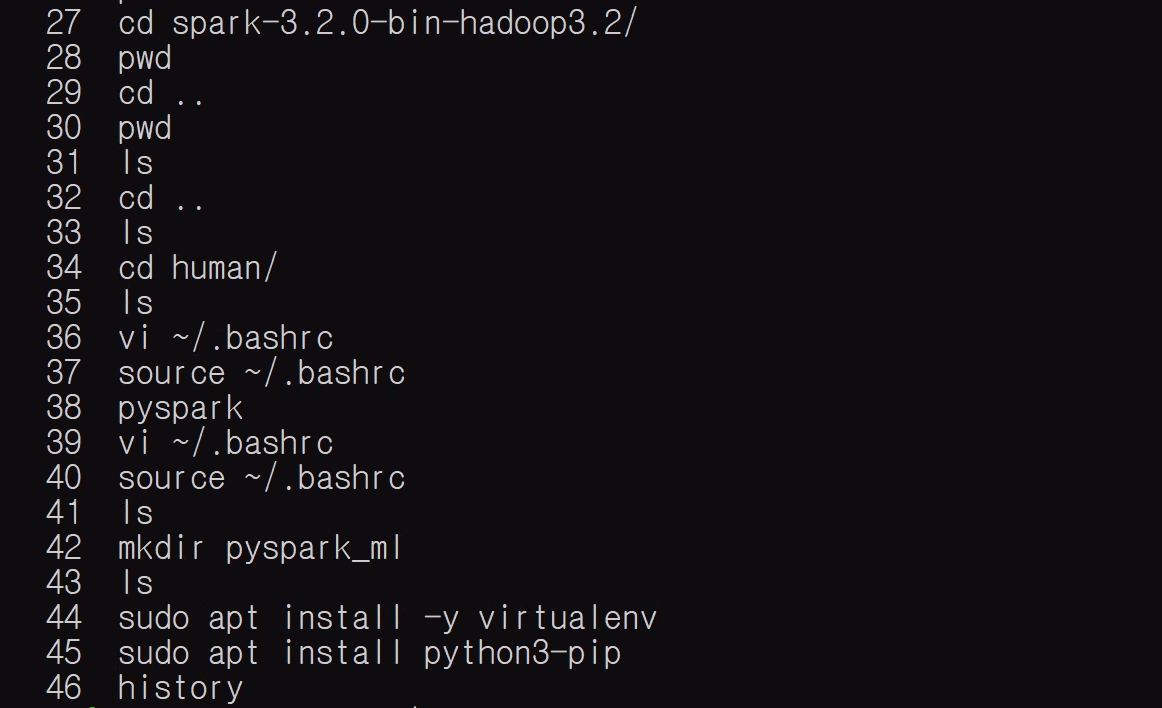 27 cd spark-3.2.0-bin-hadoop3.2/
28 pwd
29 cd ..
30 pwd
31 ls
32 cd ..
33 ls
34 cd human/
35 ls
36 vi ~/.bashrc
37 source ~/.bashrc
38 pyspark
39 vi ~/.bashrc
40 source ~/.bashrc
41 ls
42 mkdir pyspark_ml
43 ls
44 sudo apt install -y virtualenv
45 sudo apt install python3-pip
46 history